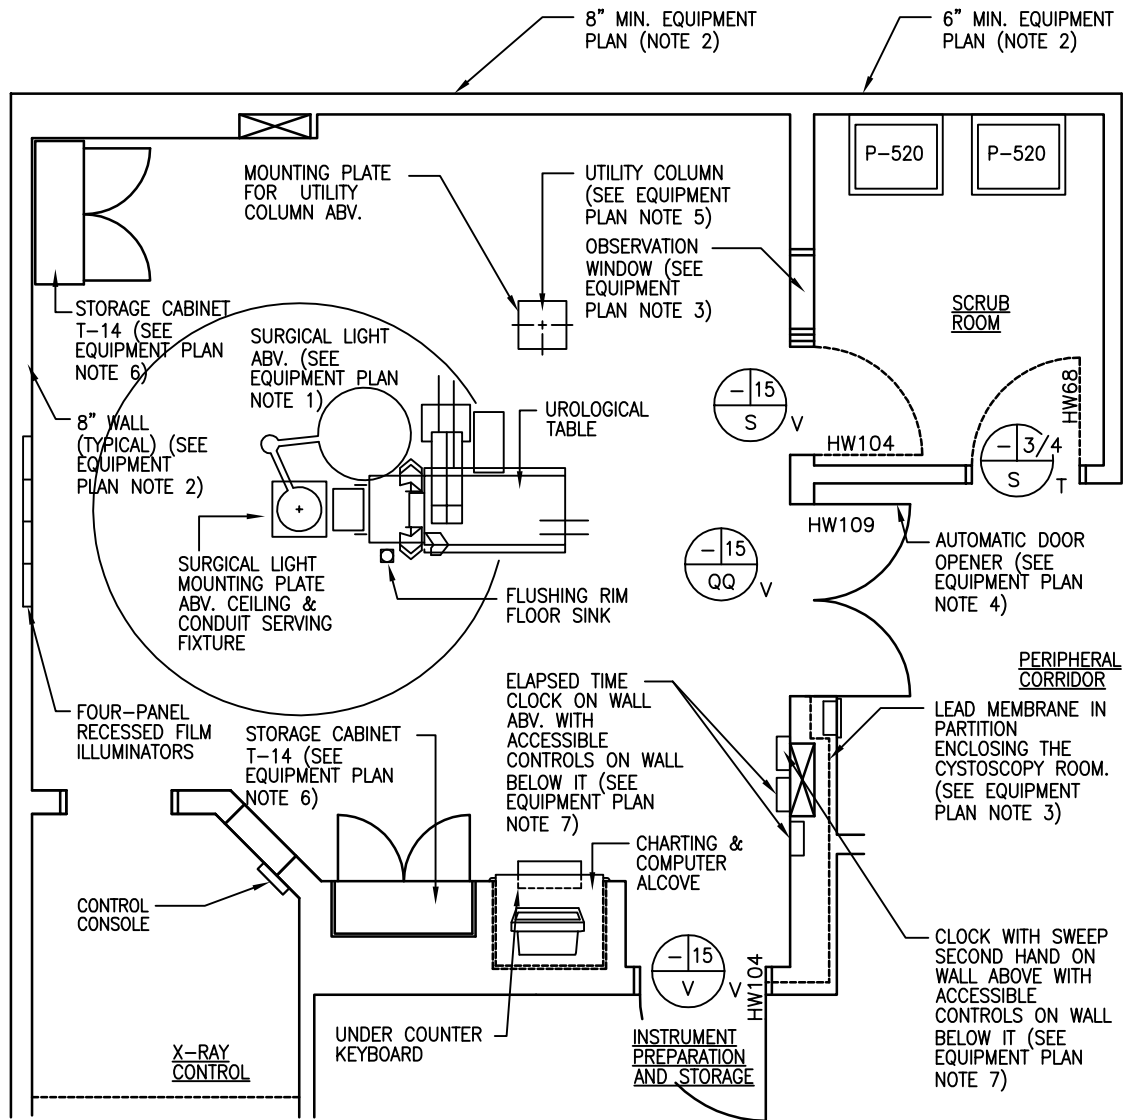 8” MIN. EQUIPMENT
PLAN (NOTE 2)
6” MIN. EQUIPMENT
PLAN (NOTE 2)
P-520
P-520
MOUNTING PLATE
FOR UTILITY
COLUMN ABV.
UTILITY COLUMN
(SEE EQUIPMENT
PLAN NOTE 5)
OBSERVATION
WINDOW (SEE
EQUIPMENT
PLAN NOTE 3)
SCRUB
ROOM
STORAGE CABINET
T-14 (SEE
EQUIPMENT PLAN
NOTE 6)
SURGICAL LIGHT
ABV. (SEE
EQUIPMENT PLAN
NOTE 1)
8” WALL
(TYPICAL) (SEE
EQUIPMENT
PLAN NOTE 2)
UROLOGICAL
TABLE
- 15
S V
HW104
HW68
- 3/4
S T
HW109
- 15
QQ V
AUTOMATIC DOOR
OPENER (SEE
EQUIPMENT PLAN
NOTE 4)
SURGICAL LIGHT
MOUNTING PLATE
ABV. CEILING &
CONDUIT SERVING
FIXTURE
FLUSHING RIM
FLOOR SINK
PERIPHERAL
CORRIDOR
FOUR-PANEL
RECESSED FILM
ILLUMINATORS
STORAGE CABINET
T-14 (SEE
EQUIPMENT PLAN
NOTE 6)
ELAPSED TIME
CLOCK ON WALL
ABV. WITH
ACCESSIBLE
CONTROLS ON WALL
BELOW IT (SEE
EQUIPMENT PLAN
NOTE 7)
LEAD MEMBRANE IN
PARTITION
ENCLOSING THE
CYSTOSCOPY ROOM.
(SEE EQUIPMENT
PLAN NOTE 3)
CHARTING &
COMPUTER
ALCOVE
CONTROL
CONSOLE
- 15
V V
HW104
CLOCK WITH SWEEP
SECOND HAND ON
WALL ABOVE WITH
ACCESSIBLE
CONTROLS ON WALL
BELOW IT (SEE
EQUIPMENT PLAN
NOTE 7)
UNDER COUNTER
KEYBOARD
X-RAY
CONTROL
INSTRUMENT
PREPARATION
AND STORAGE